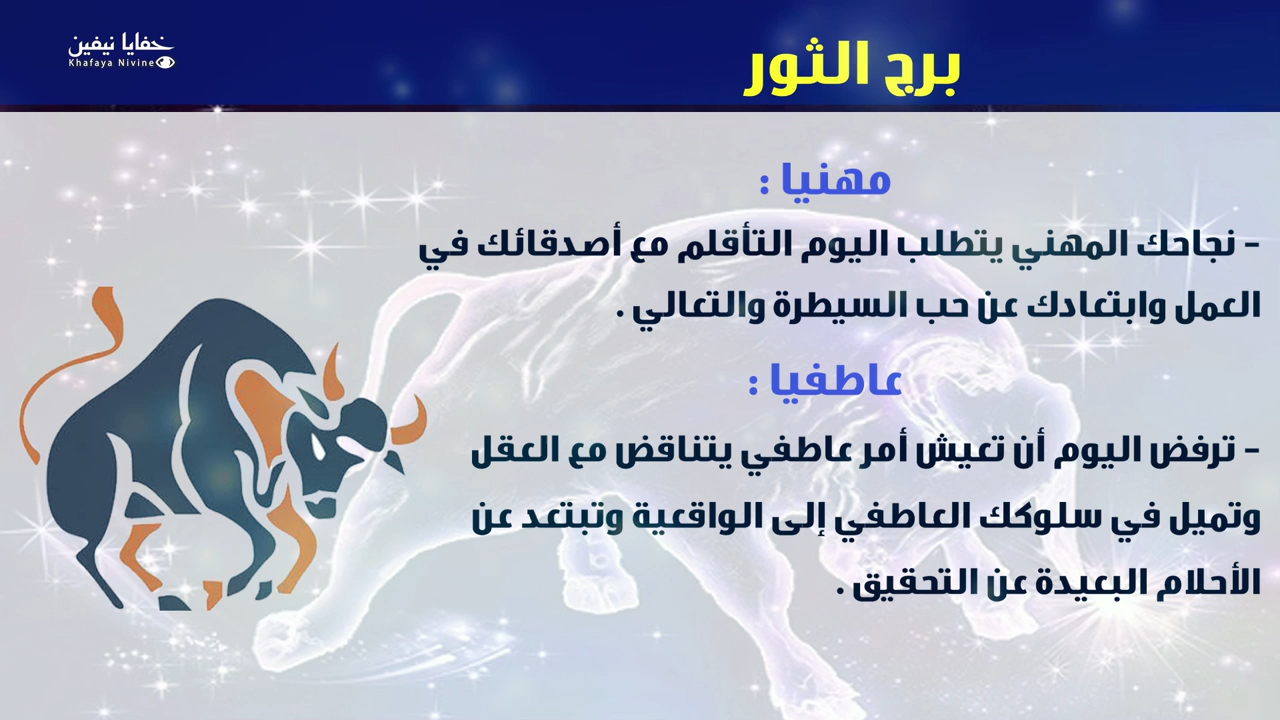 خفايا نيفين
Khafaya Nivine
برج الثور
مهنيا :
- نجاحك المهني يتطلب اليوم التأقلم مع أصدقائك في
العمل وابتعادك عن حب السيطرة والتعالي .
عاطفيا :
- ترفض اليوم أن تعيش أمر عاطفي يتناقض مع العقل
وتميل في سلوكك العاطفي إلى الواقعية وتبتعد عن
الأحلام البعيدة عن التحقيق .